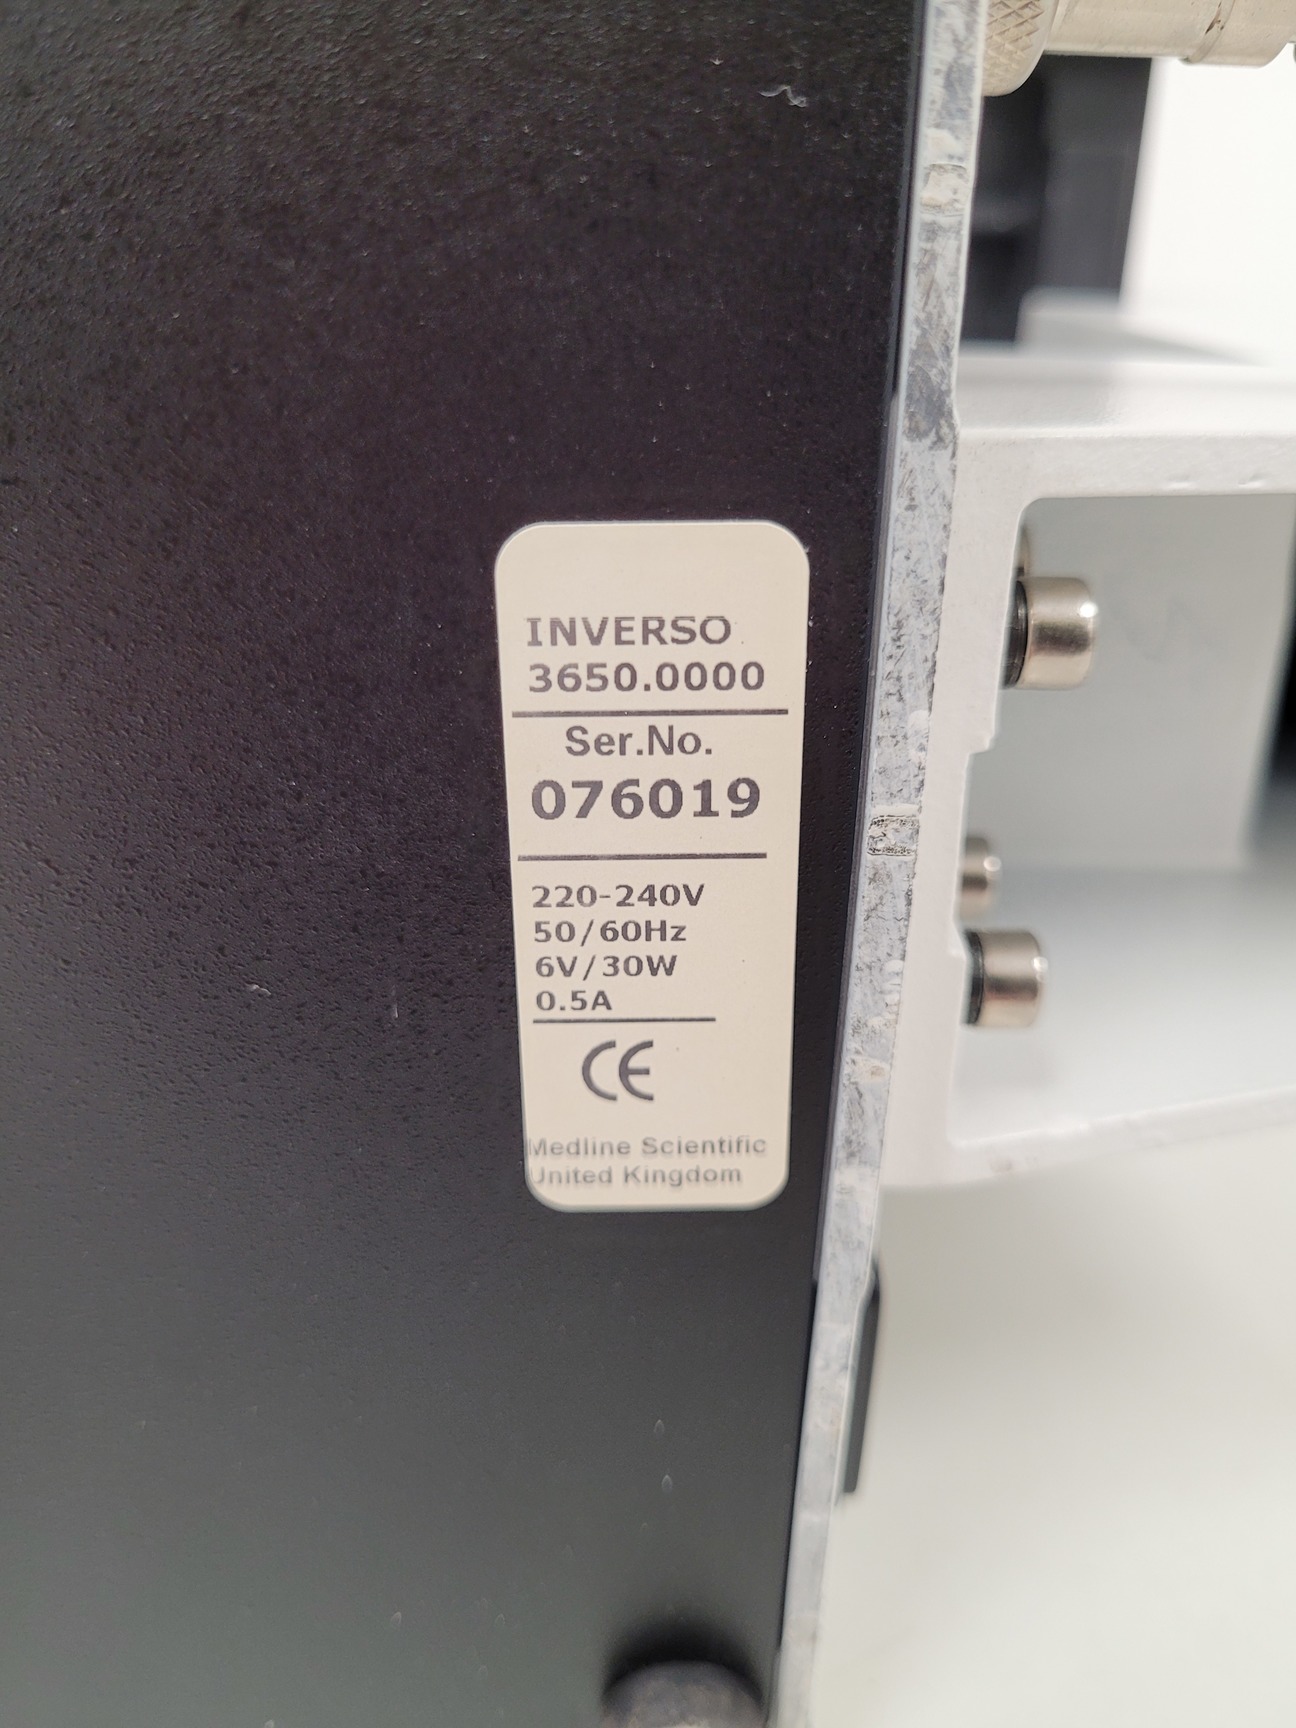 INVERSO
3650.0000
Ser.No.
076019
220-240V
50/60Hz
6V/30W
0.5A
CE
Medline Scientific
United Kingdom